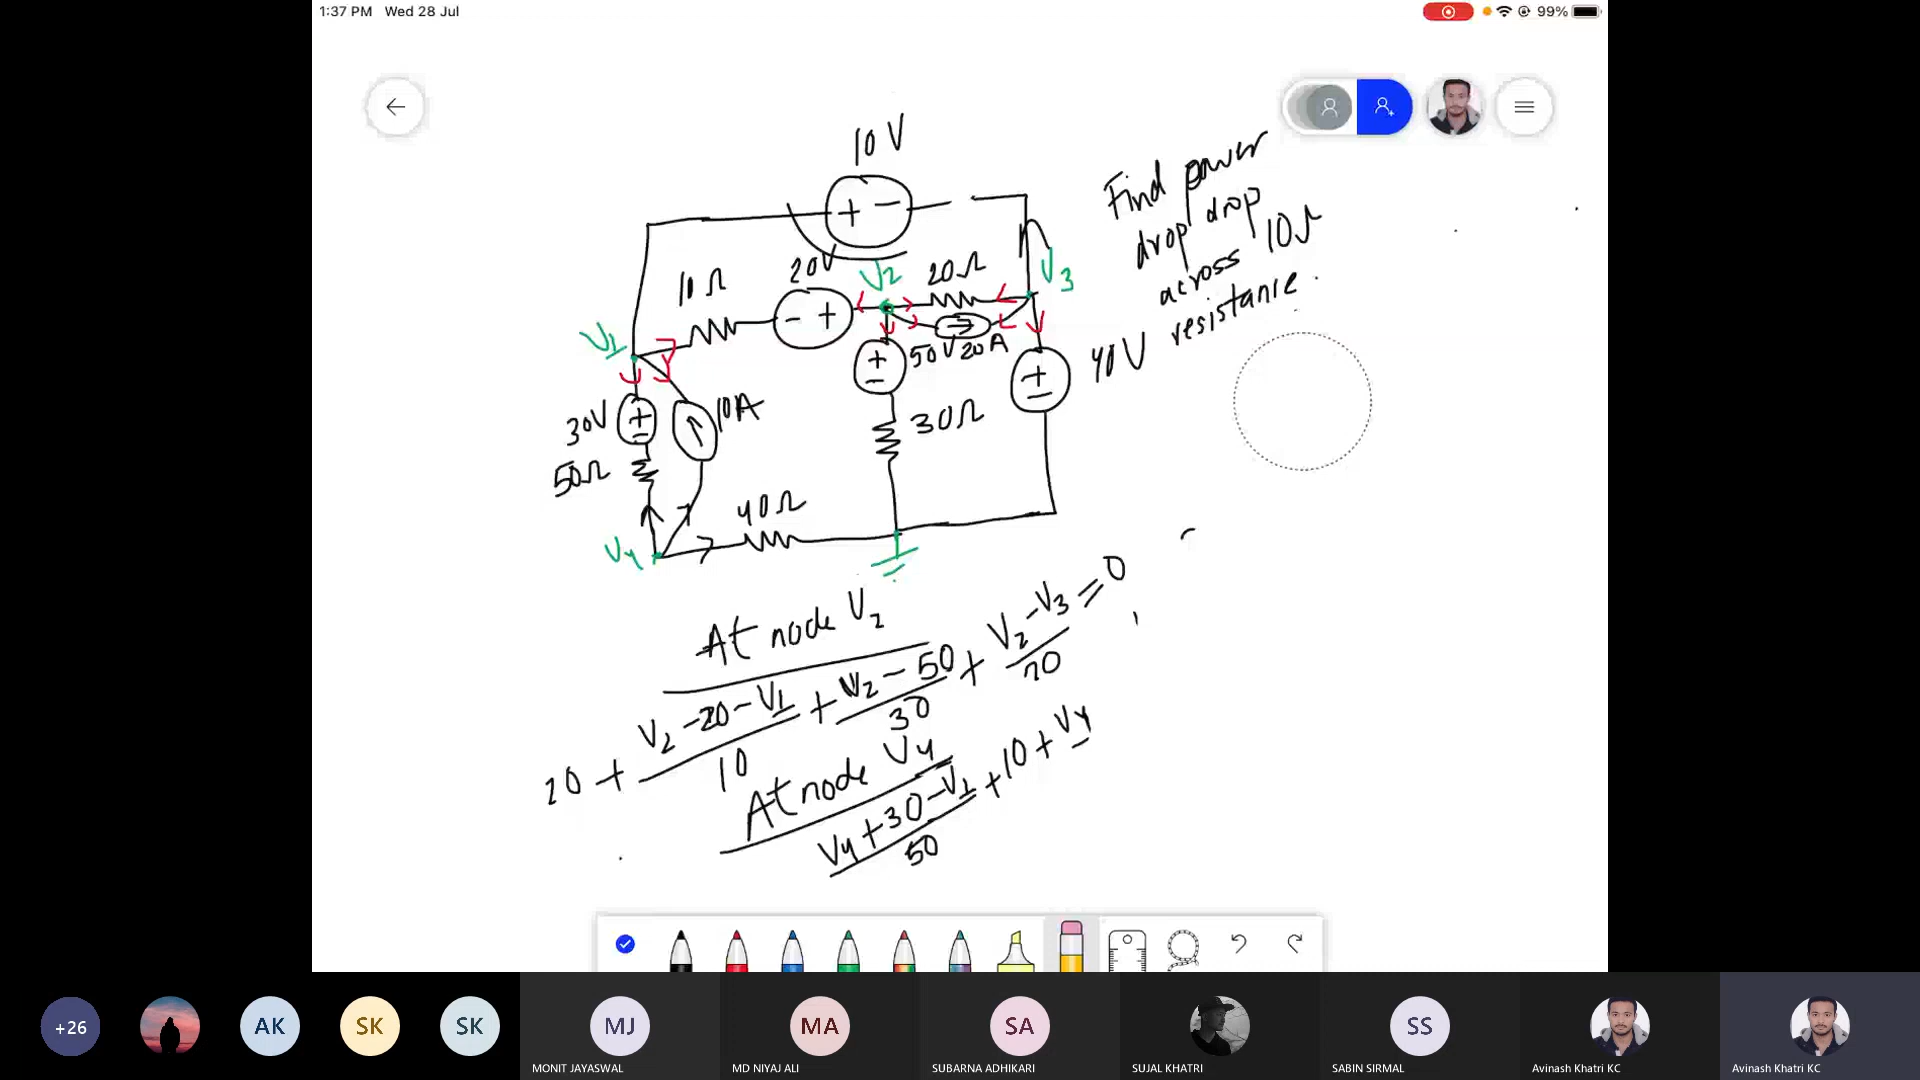 1:37 PM Wed 28 Jul
99%
10 V
Find power
drop drop
across 10Ω
resistance.
10Ω
20V
V2
20Ω
V3
V1
50V 20A
40V
30V
10A
30Ω
50Ω
40Ω
V4
At node V2
20 + V2-20-V1/10 + V2-50/30 + V2-V3/20 = 0
At node V4
V4+30-V1/50 + 10 + V4
+26
AK
SK
SK
MJ
MONIT JAYASWAL
MA
MD NIYAJ ALI
SA
SUBARNA ADHIKARI
SUJAL KHATRI
SS
SABIN SIRMAL
Avinash Khatri KC
Avinash Khatri KC